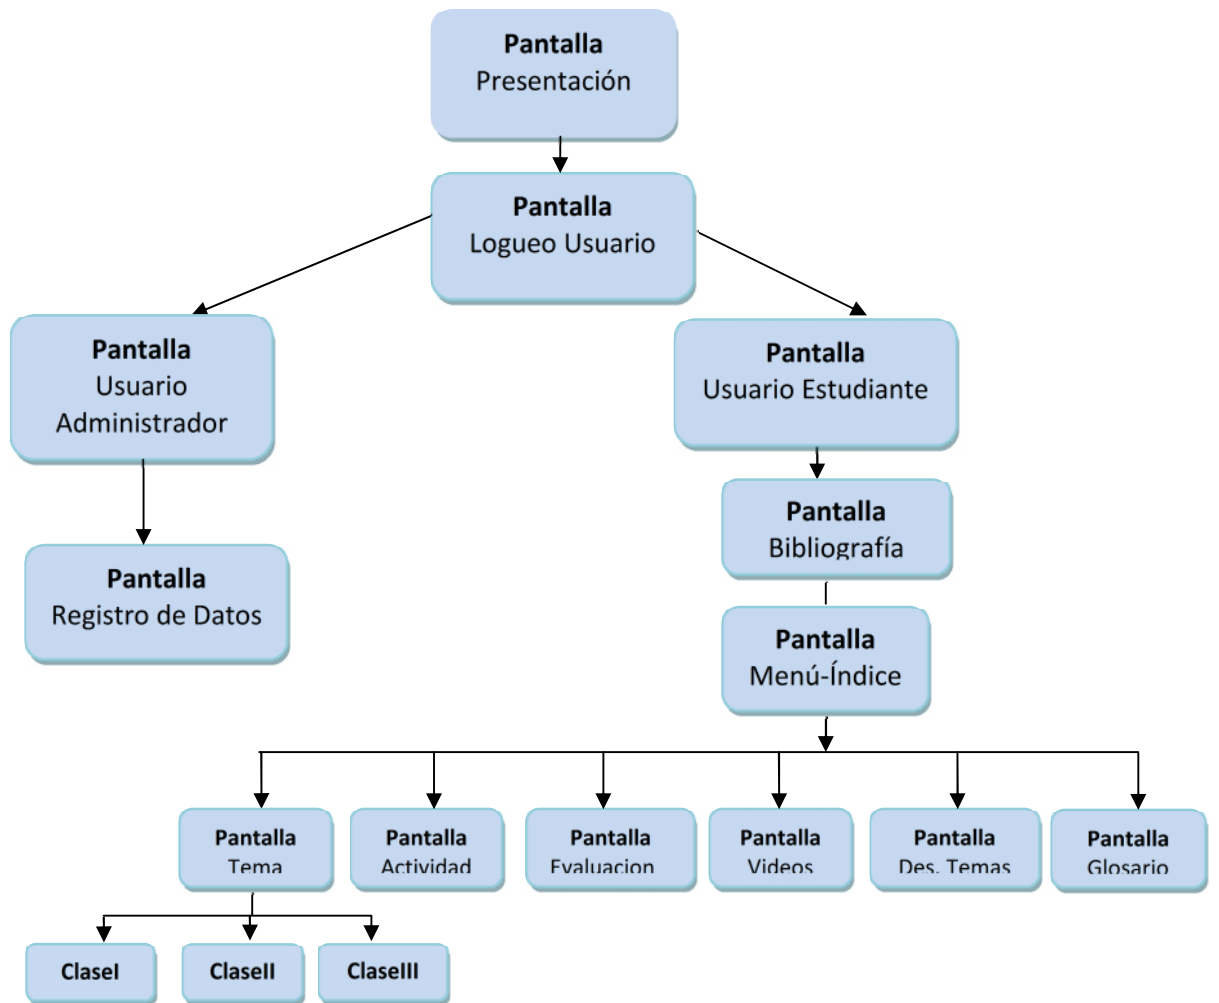 Pantalla
Presentación
Pantalla
Logueo Usuario
Pantalla
Usuario
Administrador
Pantalla
Usuario Estudiante
Pantalla
Bibliografía
Pantalla
Registro de Datos
Pantalla
Menú-Índice
Pantalla
Tema
Pantalla
Actividad
Pantalla
Evaluacion
Pantalla
Videos
Pantalla
Des. Temas
Pantalla
Glosario
ClaseI
ClaseII
ClaseIII